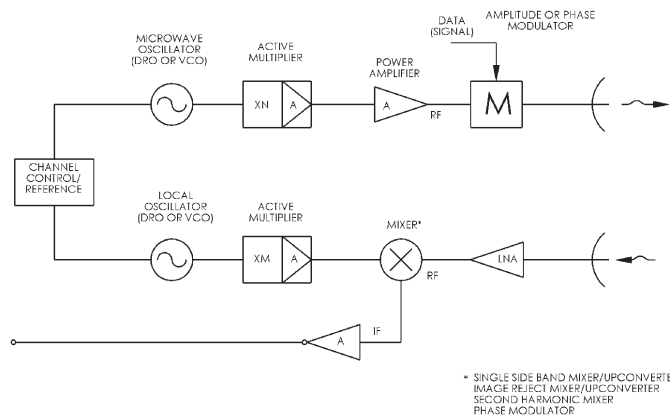 DATA
(SIGNAL)
AMPLITUDE OR PHASE
MODULATOR
MICROWAVE
OSCILLATOR
(DRO OR VCO)
ACTIVE
MULTIPLIER
POWER
AMPLIFIER
XN
A
A
RF
M
CHANNEL
CONTROL/
REFERENCE
LOCAL
OSCILLATOR
(DRO OR VCO)
ACTIVE
MULTIPLIER
MIXER*
XM
A
RF
LNA
A
IF
* SINGLE SIDE BAND MIXER/UPCONVERTE
IMAGE REJECT MIXER/UPCONVERTER
SECOND HARMONIC MIXER
PHASE MODULATOR